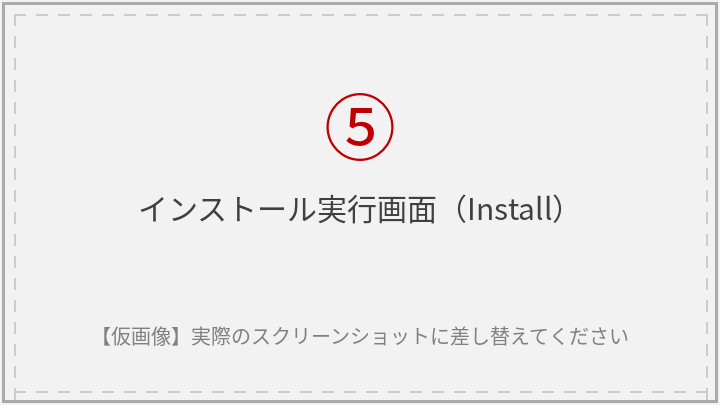 ⑤
インストール実行画面（Install）
【仮画像】実際のスクリーンショットに差し替えてください